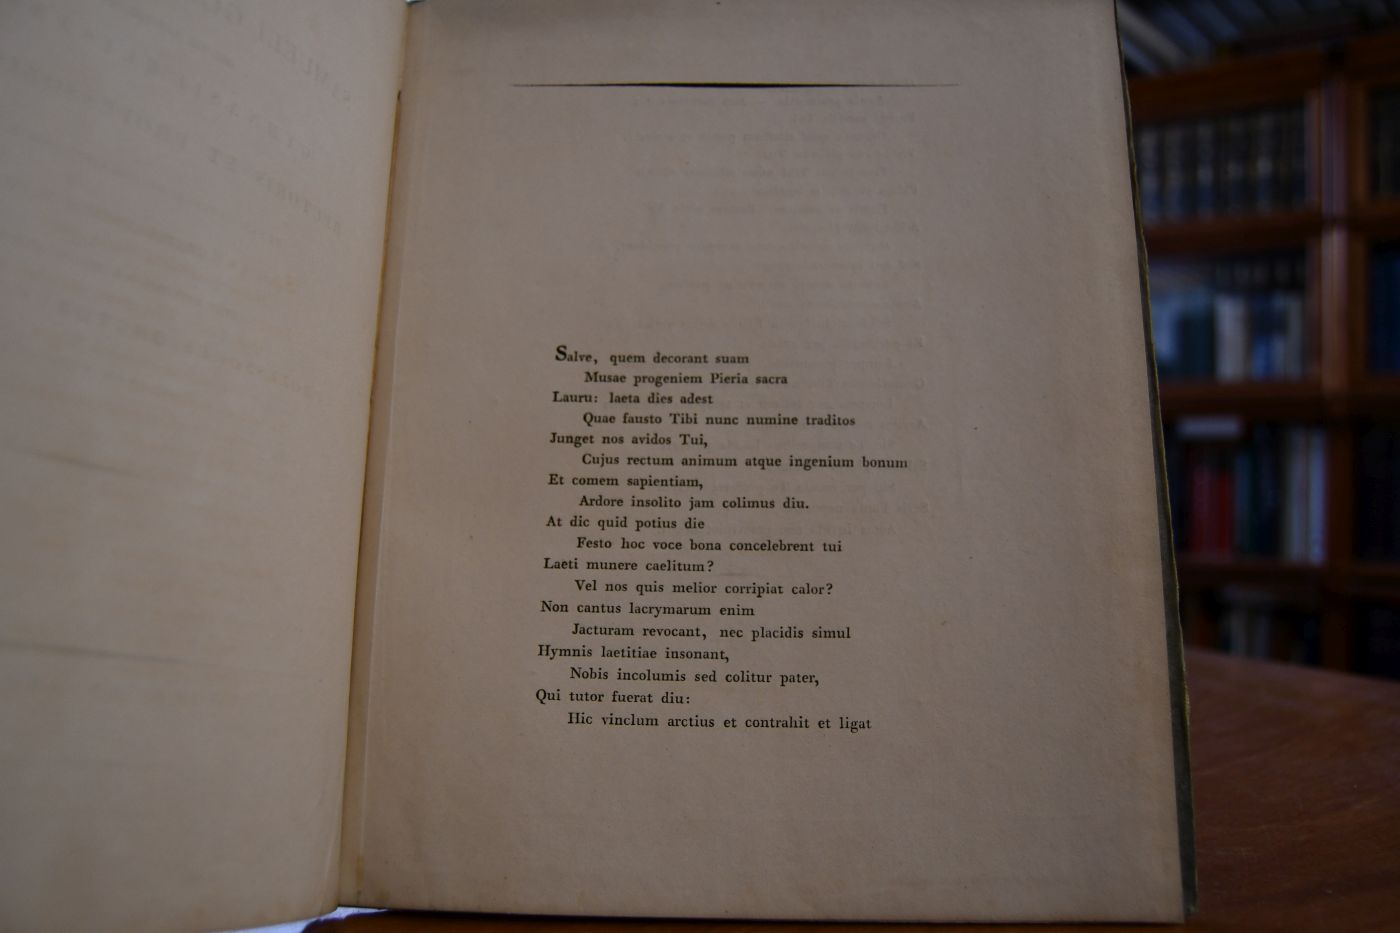 Salve, quem decorant suam
Musae progeniem Pieria sacra
Lauru: laeta dies adest
Quae fausto Tibi nunc numine traditos
Junget nos avidos Tui,
Cujus rectum animum atque ingenium bonum
Et comem sapientiam,
Ardore insolito jam colimus diu.
At dic quid potius die
Festo hoc voce bona concelebrent tui
Laeti munere caelitum?
Vel nos quis melior corripiat calor?
Non cantus lacrymarum enim
Jacturam revocant, nec placidis simul
Hymnis laetitiae insonant,
Nobis incolumis sed colitur pater,
Qui tutor fuerat diu:
Hic vinclum arctius et contrahit et ligat